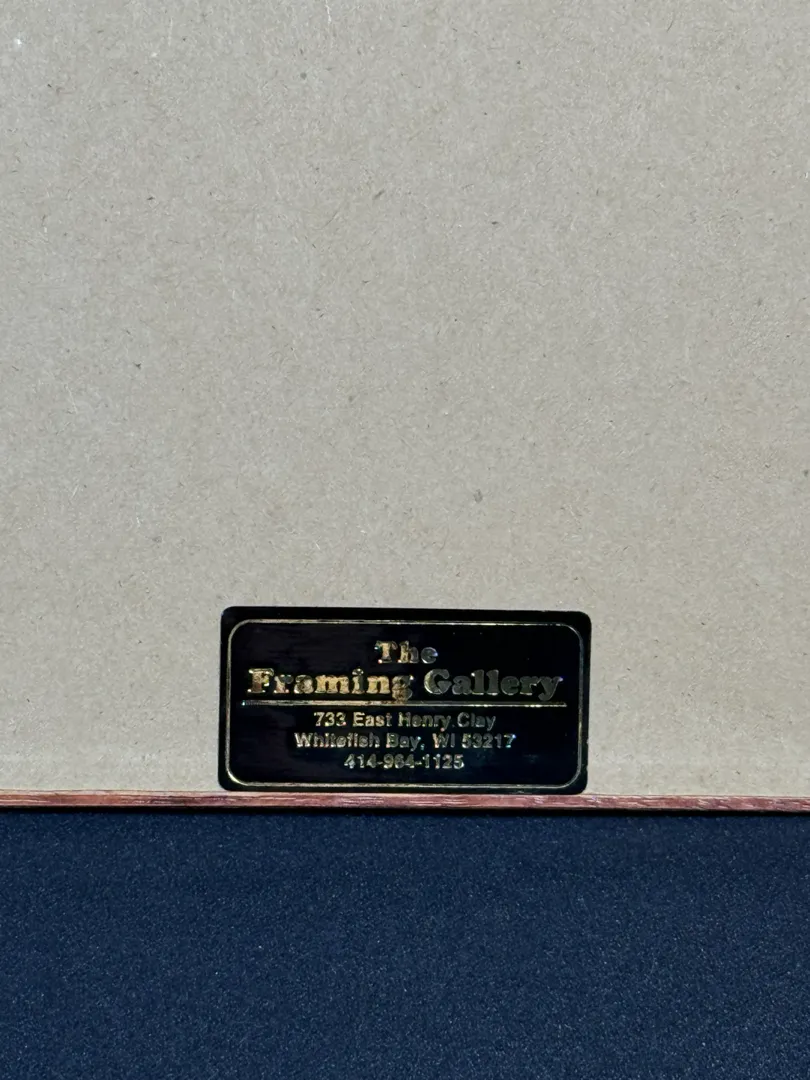 The
Framing Gallery
733 East Henry Clay
Whitefish Bay, WI 53217
414-964-1125